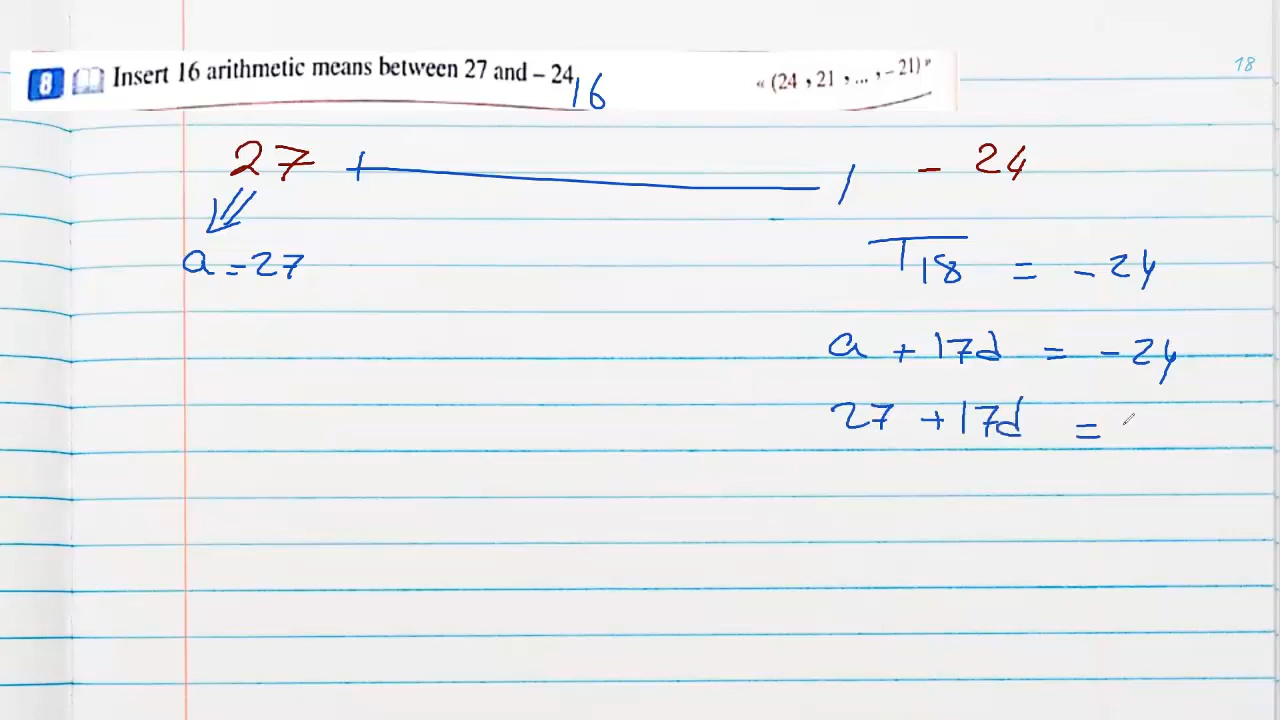 18
8 Insert 16 arithmetic means between 27 and – 24 « (24 , 21 , ... , – 21) »
16
27 - 24
a = 27
T18 = - 24
a + 17d = - 24
27 + 17d =